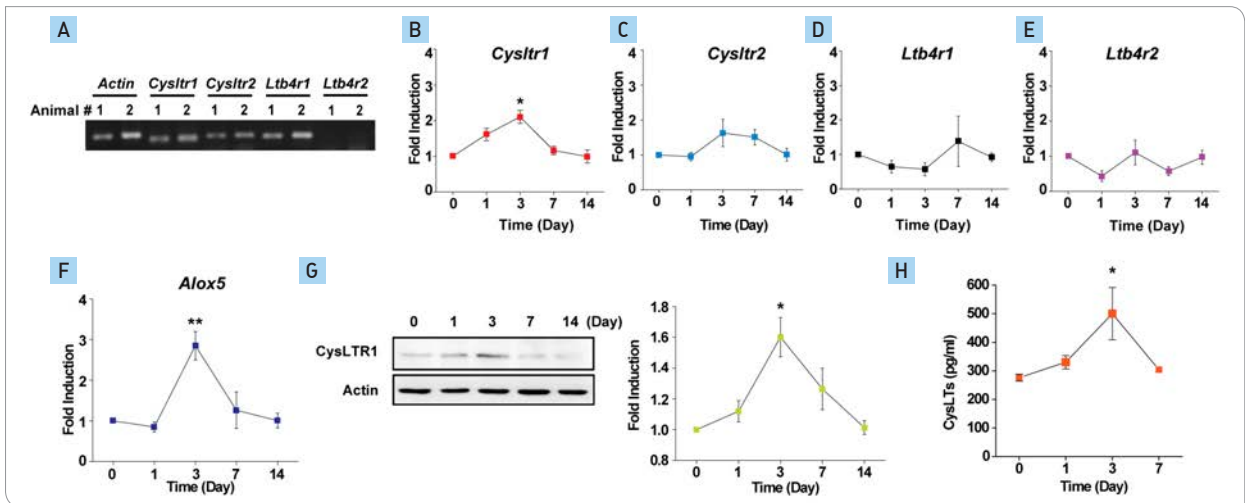 A
Actin Cysltr1 Cysltr2 Ltb4r1 Ltb4r2
Animal # 1 2 1 2 1 2 1 2 1 2
B
Cysltr1
Fold Induction
4
3
2
1
0
*
0 1 3 7 14
Time (Day)
C
Cysltr2
Fold Induction
4
3
2
1
0
0 1 3 7 14
Time (Day)
D
Ltb4r1
Fold Induction
4
3
2
1
0
0 1 3 7 14
Time (Day)
E
Ltb4r2
Fold Induction
4
3
2
1
0
0 1 3 7 14
Time (Day)
F
Alox5
Fold Induction
4
3
2
1
0
**
0 1 3 7 14
Time (Day)
G
0 1 3 7 14 (Day)
CysLTR1
Actin
Fold Induction
1.8
1.6
1.4
1.2
1.0
0.8
*
0 1 3 7 14
Time (Day)
H
CysLTs (pg/ml)
600
500
400
300
200
100
0
*
0 1 3 7
Time (Day)